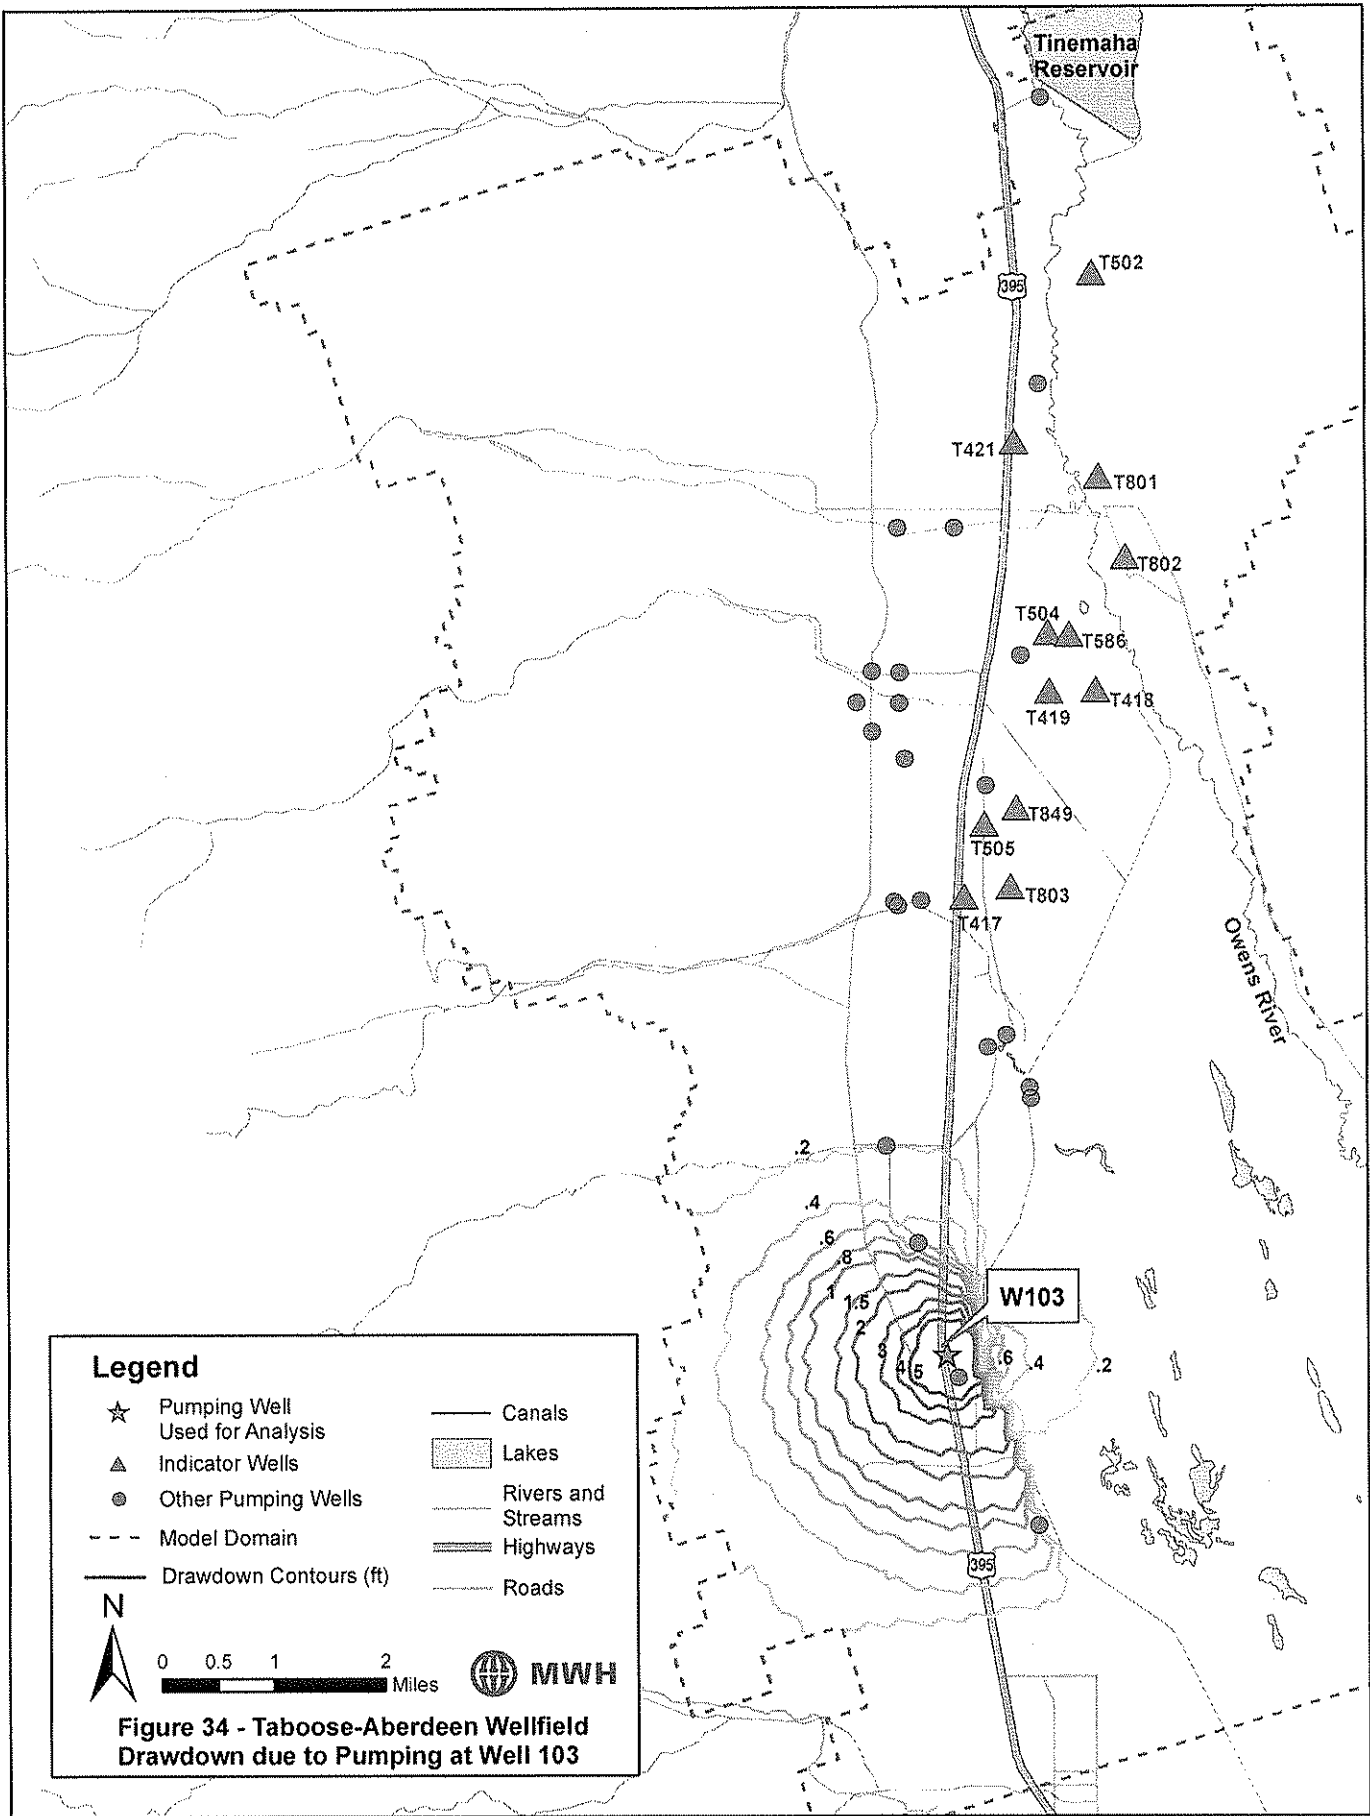 Tinemaha
Reservoir
T502
395
T421
T801
T802
T504
T586
T419
T418
T849
T505
T803
T417
Owens River
.2
.4
.6
.8
1
1.5
2
3
4
5
W103
.6
.4
.2
395
Legend
Pumping Well
Used for Analysis
Indicator Wells
Other Pumping Wells
Model Domain
Drawdown Contours (ft)
Canals
Lakes
Rivers and
Streams
Highways
Roads
N
0 0.5 1 2
Miles
MWH
Figure 34 - Taboose-Aberdeen Wellfield
Drawdown due to Pumping at Well 103